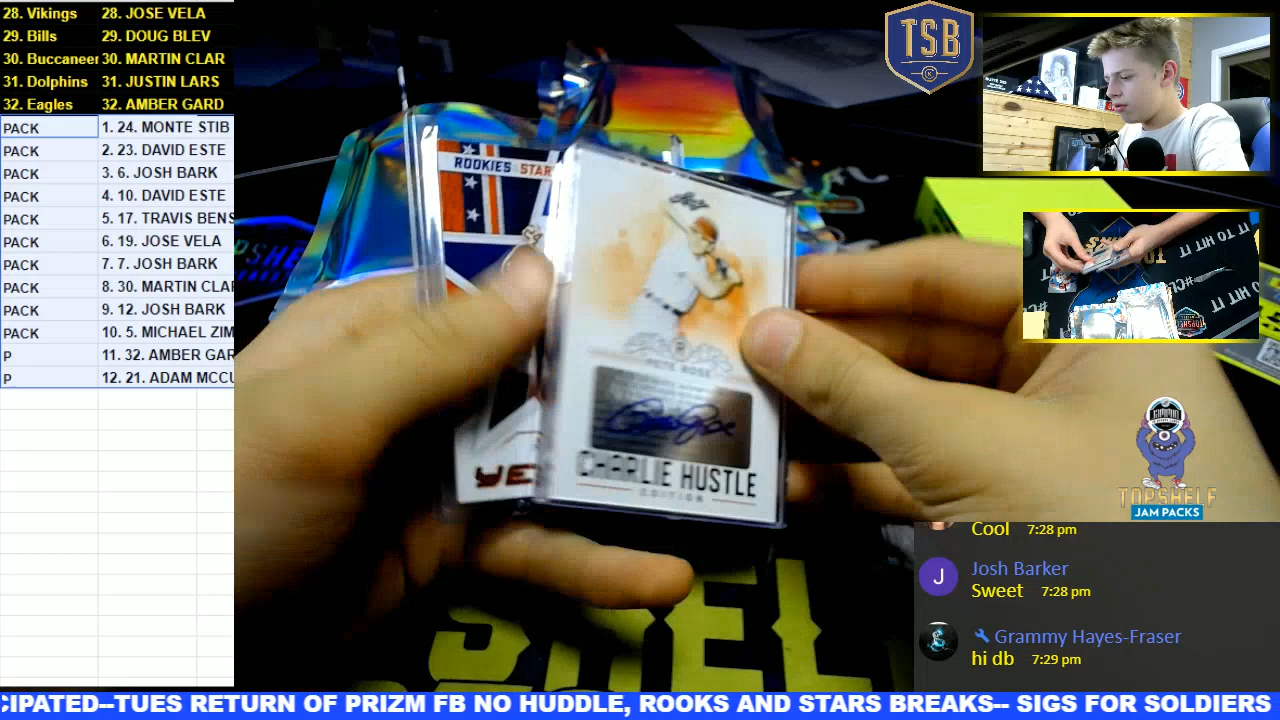 28. Vikings 28. JOSE VELA
29. Bills 29. DOUG BLEV
30. Buccaneer 30. MARTIN CLAR
31. Dolphins 31. JUSTIN LARS
32. Eagles 32. AMBER GARD
PACK 1. 24. MONTE STIB
PACK 2. 23. DAVID ESTE
PACK 3. 6. JOSH BARK
PACK 4. 10. DAVID ESTE
PACK 5. 17. TRAVIS BENS
PACK 6. 19. JOSE VELA
PACK 7. 7. JOSH BARK
PACK 8. 30. MARTIN CLA
PACK 9. 12. JOSH BARK
PACK 10. 5. MICHAEL ZIM
P 11. 32. AMBER GAR
P 12. 21. ADAM MCCU
TSB
ROOKIES STAR
Leaf
PETE ROSE
CHARLIE HUSTLE
EDITION
SHEL
TOPSHELF
JAM PACKS
Cool 7:28 pm
J Josh Barker
Sweet 7:28 pm
Grammy Hayes-Fraser
hi db 7:29 pm
CIPATED--TUES RETURN OF PRIZM FB NO HUDDLE, ROOKS AND STARS BREAKS-- SIGS FOR SOLDIERS